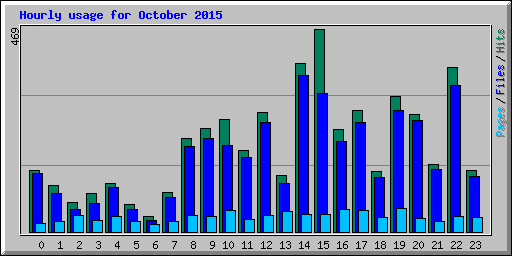 Hourly usage for October 2015
469
Pages/Files/Hits
0 1 2 3 4 5 6 7 8 9 10 11 12 13 14 15 16 17 18 19 20 21 22 23